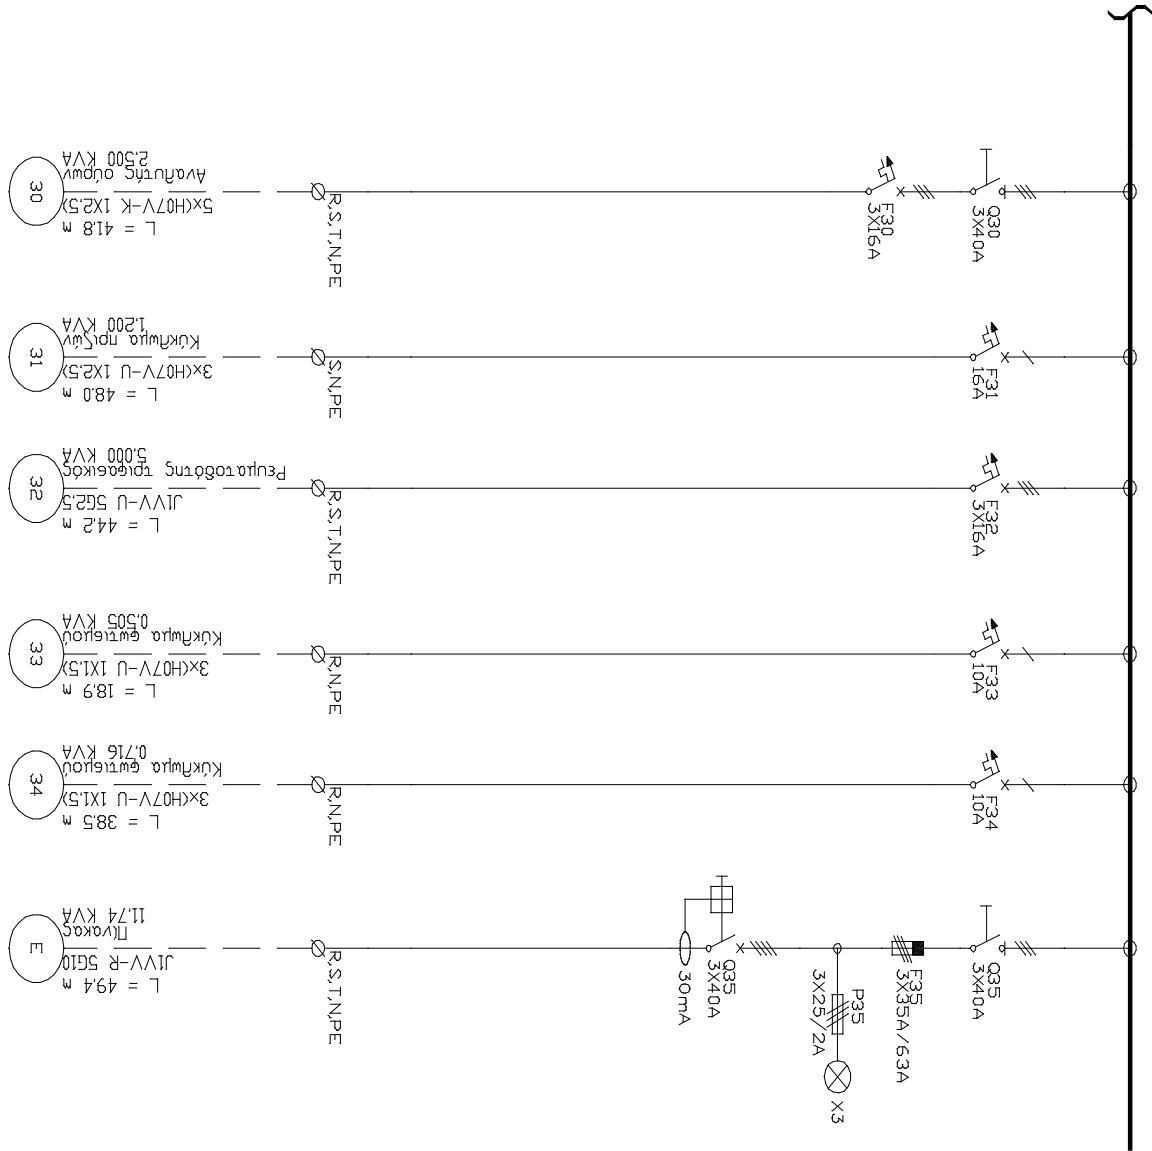 30
2.500 KVA
Αναλυτής ούρων
5x(H07V-K 1X2.5)
L = 41.8 m
R,S,T,N,PE
F30
3X16A
Q30
3X40A
31
1.200 KVA
Κύκλωμα πριζών
3x(H07V-U 1X2.5)
L = 48.0 m
S,N,PE
F31
16A
32
5.000 KVA
Ρευματοδότης τριφασικός
J1VV-U 5G2.5
L = 44.2 m
R,S,T,N,PE
F32
3X16A
33
0.505 KVA
Κύκλωμα φωτισμού
3x(H07V-U 1X1.5)
L = 18.9 m
R,N,PE
F33
10A
34
0.716 KVA
Κύκλωμα φωτισμού
3x(H07V-U 1X1.5)
L = 38.5 m
R,N,PE
F34
10A
E
11.74 KVA
Πίνακας
J1VV-R 5G10
L = 49.4 m
R,S,T,N,PE
30mA
Q35
3X40A
P35
3X25/2A
X3
F35
3X35A/63A
Q35
3X40A